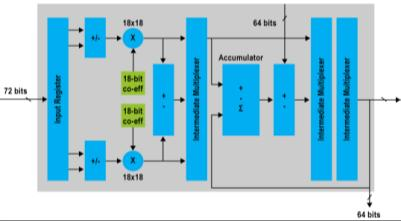 18x18
64 bits
+/-
X
Accumulator
72 bits
Input Register
18-bit
co-eff
18-bit
co-eff
Intermediate Multiplexer
Intermediate Multiplexer
Intermediate Multiplexer
+/-
X
18x18
64 bits